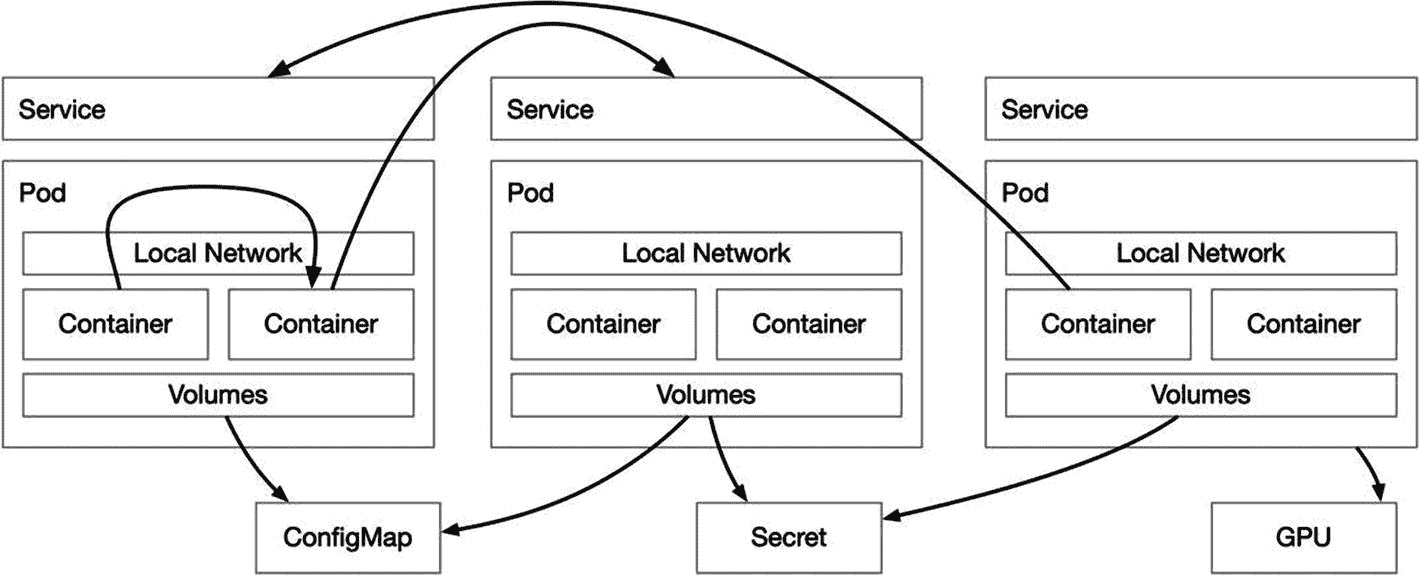 Service
Service
Service
Pod
Pod
Pod
Local Network
Local Network
Local Network
Container
Container
Container
Container
Container
Container
Volumes
Volumes
Volumes
ConfigMap
Secret
GPU